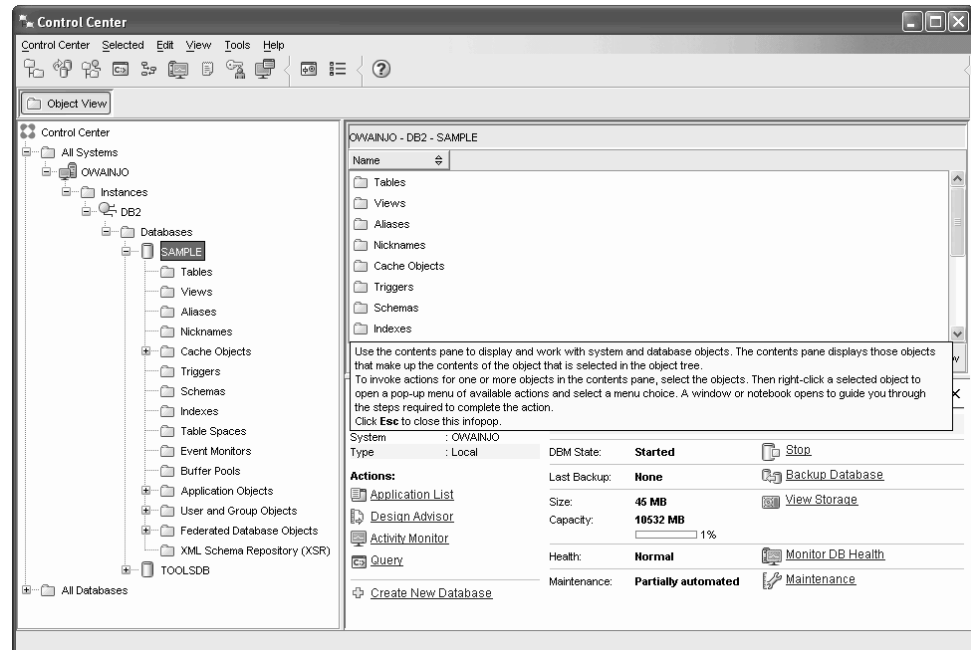 Control Center
Control Center Selected Edit View Tools Help
Object View
Control Center
All Systems
OWAINJO
Instances
DB2
Databases
SAMPLE
Tables
Views
Aliases
Nicknames
Cache Objects
Triggers
Schemas
Indexes
Table Spaces
Event Monitors
Buffer Pools
Application Objects
User and Group Objects
Federated Database Objects
XML Schema Repository (XSR)
TOOLSDB
All Databases
OWAINJO - DB2 - SAMPLE
Name
Tables
Views
Aliases
Nicknames
Cache Objects
Triggers
Schemas
Indexes
Use the contents pane to display and work with system and database objects. The contents pane displays those objects
that make up the contents of the object that is selected in the object tree.
To invoke actions for one or more objects in the contents pane, select the objects. Then right-click a selected object to
open a pop-up menu of available actions and select a menu choice. A window or notebook opens to guide you through
the steps required to complete the action.
Click Esc to close this infopop.
System : OWAINJO
Type : Local
Actions:
Application List
Design Advisor
Activity Monitor
Query
Create New Database
DBM State: Started Stop
Last Backup: None Backup Database
Size: 45 MB View Storage
Capacity: 10532 MB
1%
Health: Normal Monitor DB Health
Maintenance: Partially automated Maintenance